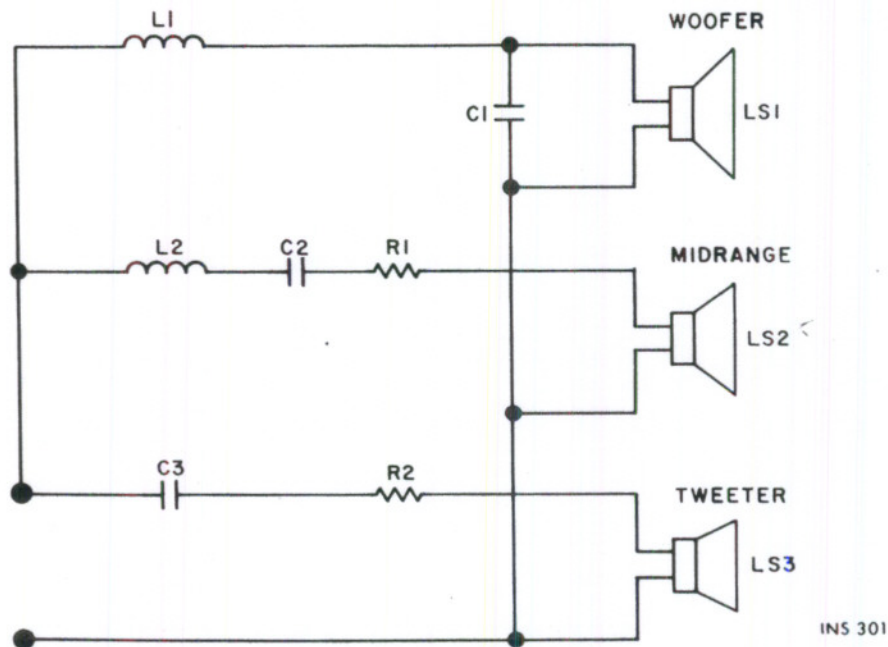 L1
WOOFER
C1
LS1
L2
C2
R1
MIDRANGE
LS2
C3
R2
TWEETER
LS3
INS 301